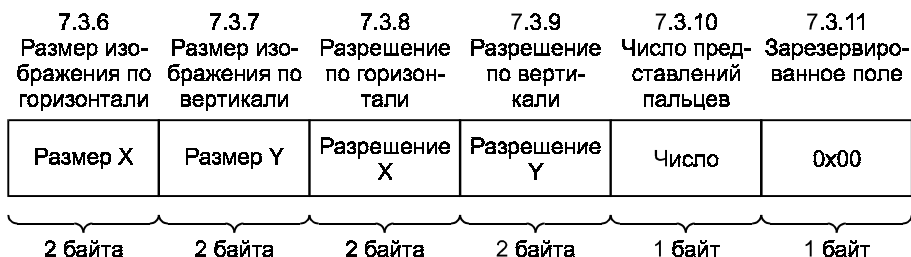 7.3.6 7.3.7 7.3.8 7.3.9 7.3.10 7.3.11
Размер изо- Размер изо- Разрешение Разрешение Число пред- Зарезервиро-
бражения по бражения по по горизон- по верти- ставлений ванное поле
горизонтали вертикали тали кали пальцев
Размер X Размер Y Разрешение X Разрешение Y Число 0x00
2 байта 2 байта 2 байта 2 байта 1 байт 1 байт